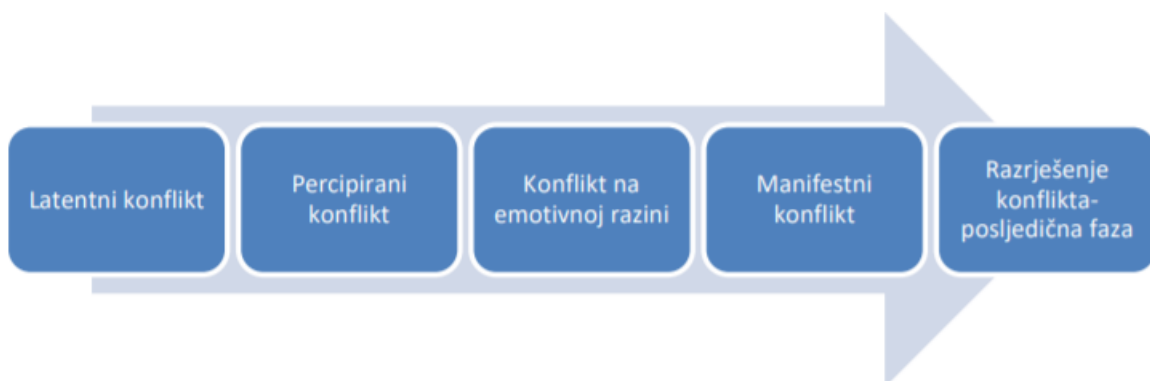 Latentni konflikt
Percipirani
konflikt
Konflikt na
emotivnoj razini
Manifestni
konflikt
Razrješenje
konflikta-
posljedična faza